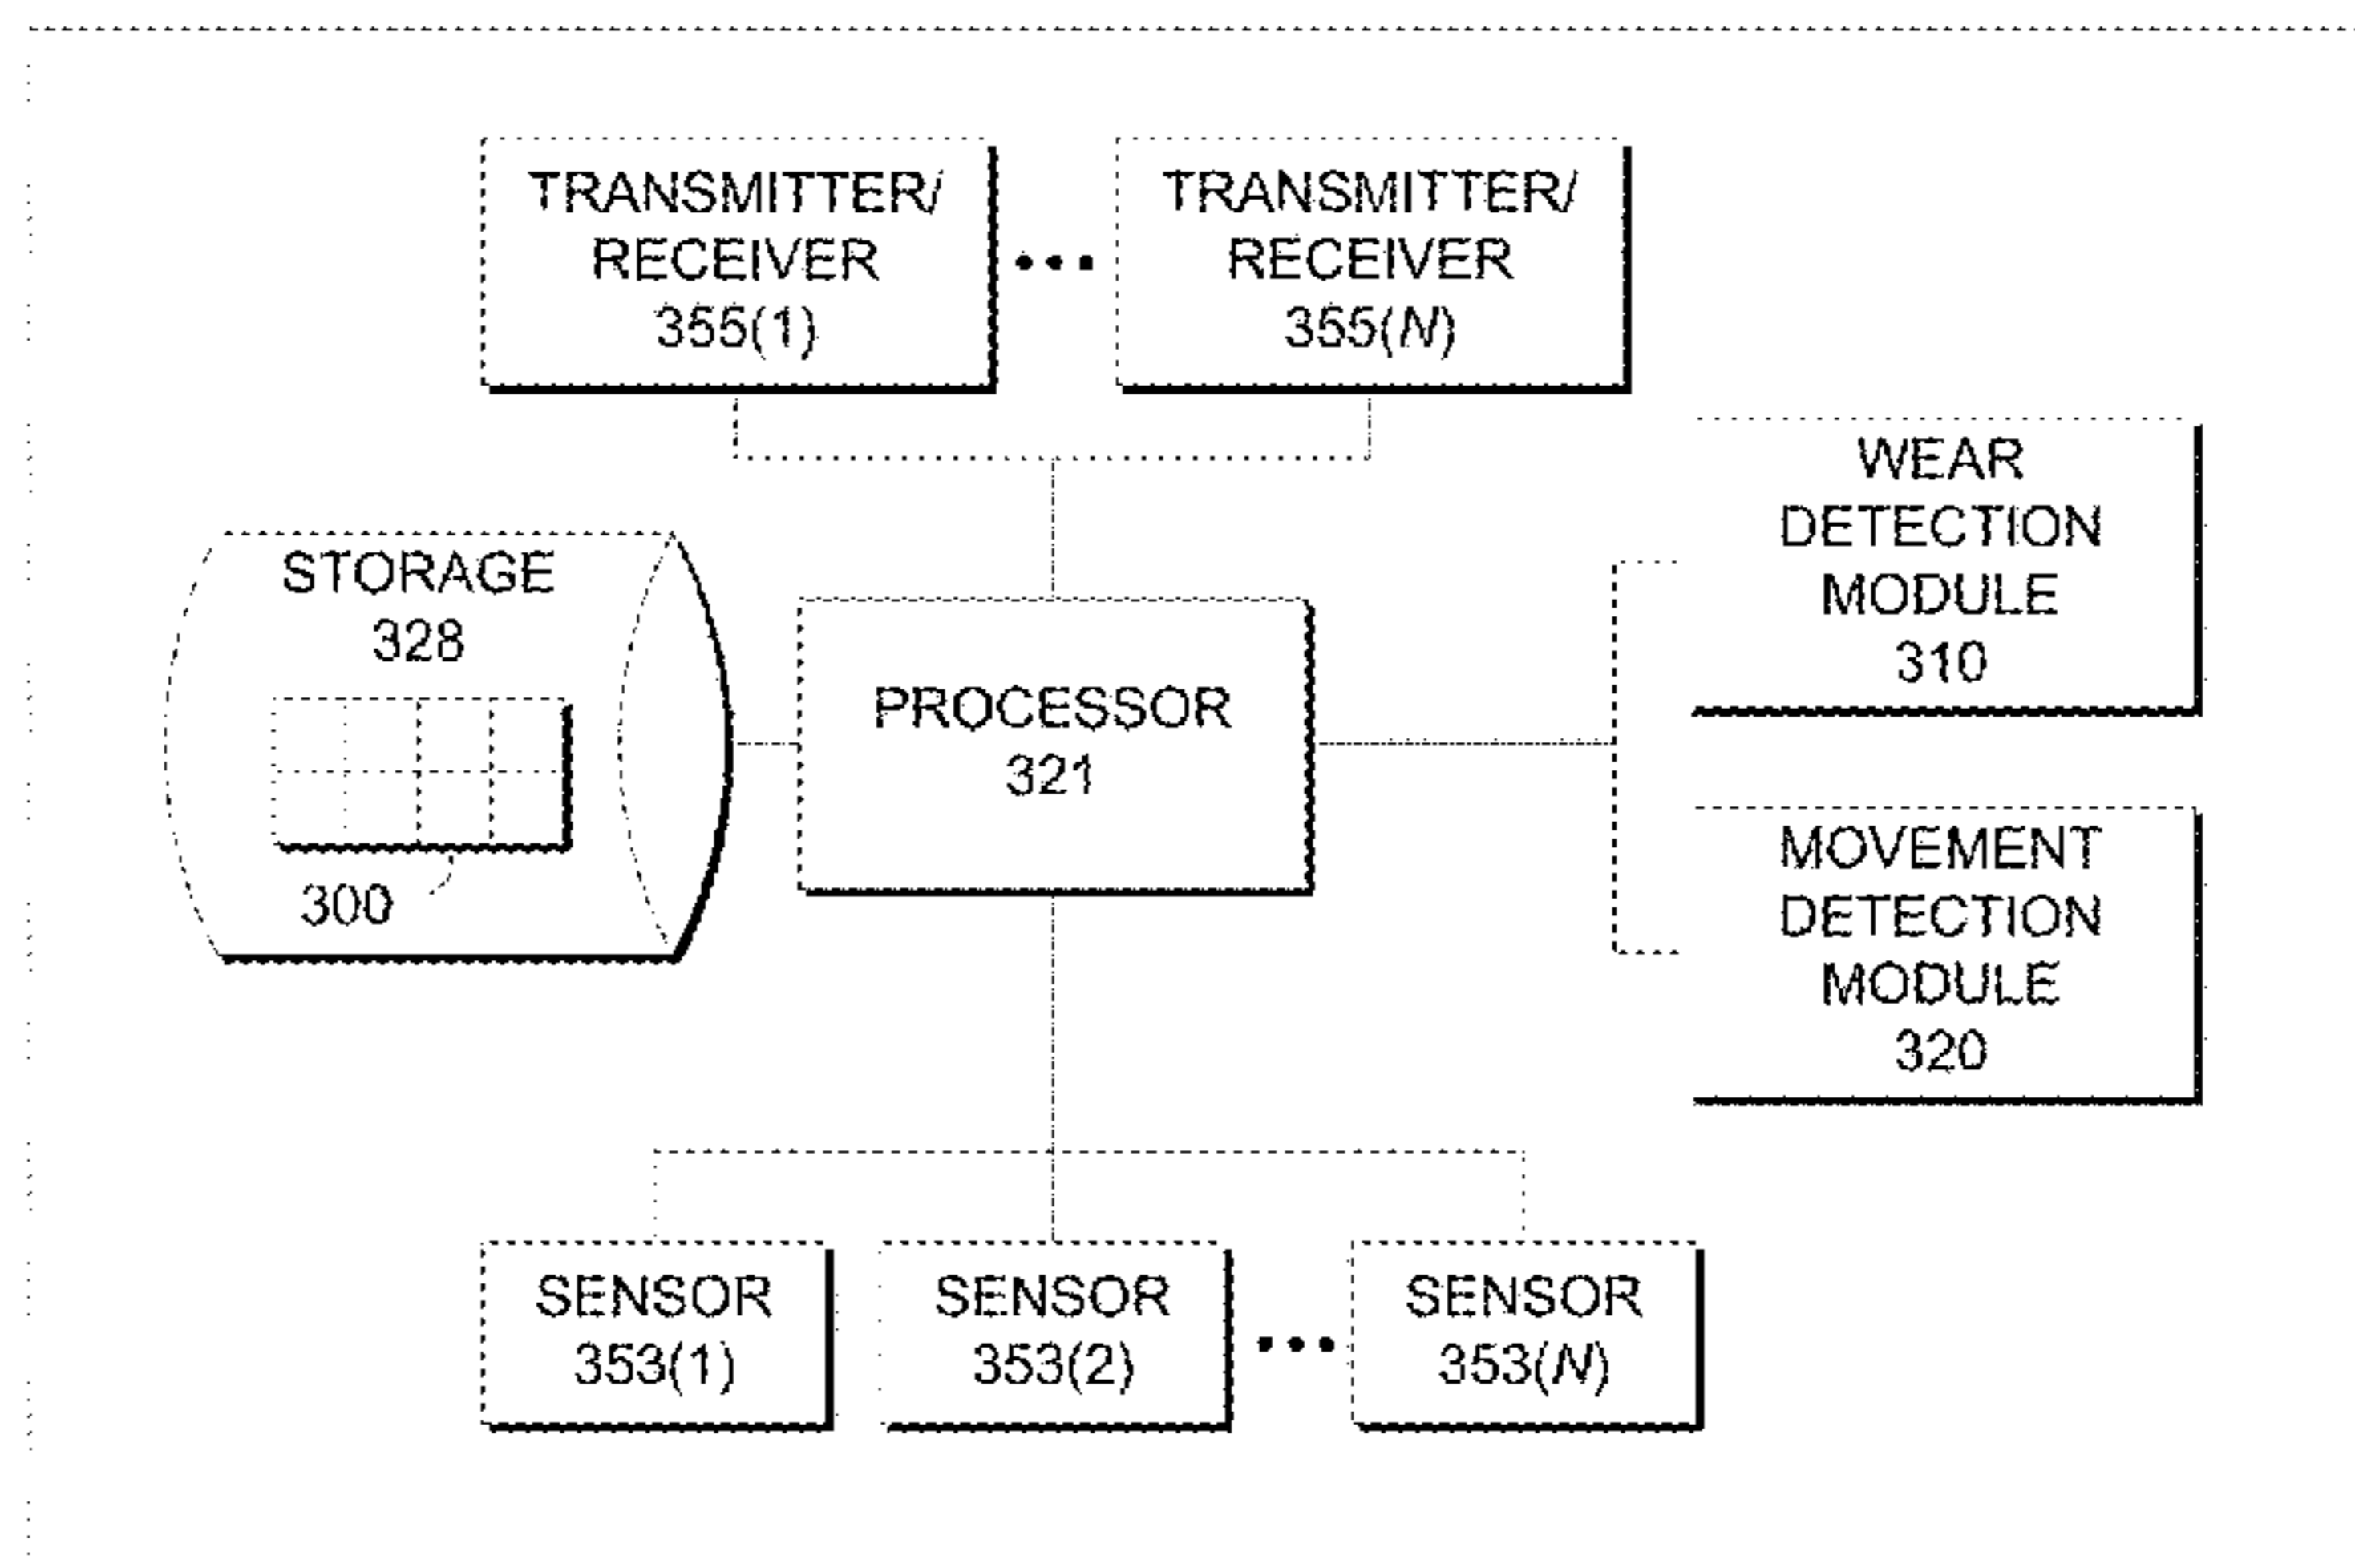 TRANSMITTER/
RECEIVER
355(1)
TRANSMITTER/
RECEIVER
355(N)
WEAR
DETECTION
MODULE
310
STORAGE
328
300
PROCESSOR
321
MOVEMENT
DETECTION
MODULE
320
SENSOR
353(1)
SENSOR
353(2)
SENSOR
353(N)